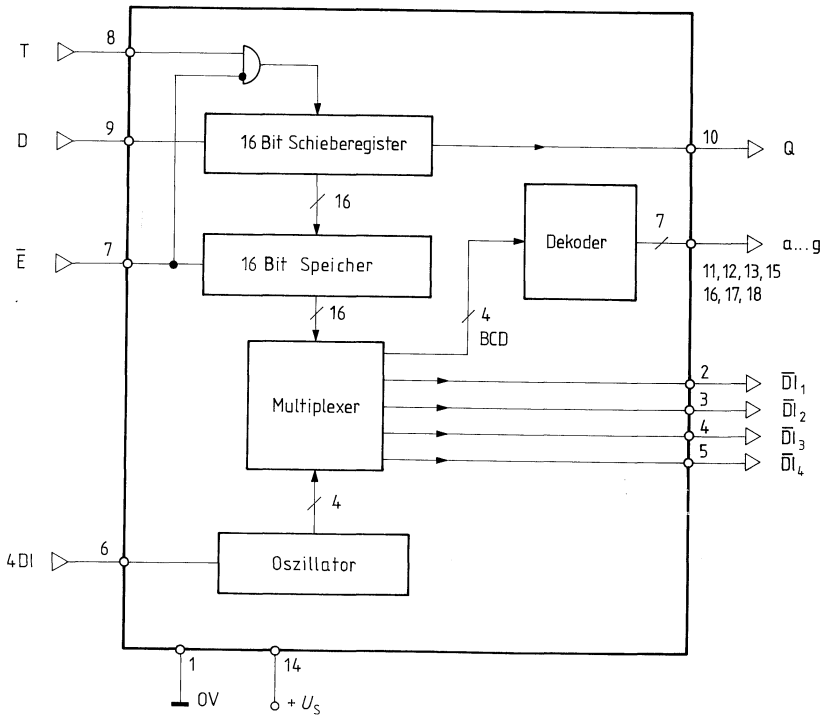 T 8
D 9
16 Bit Schieberegister
10 Q
16
E̅ 7
16 Bit Speicher
Dekoder
7
a...g
11, 12, 13, 15
16, 17, 18
16
4
BCD
Multiplexer
2 D̅I₁
3 D̅I₂
4 D̅I₃
5 D̅I₄
4
4DI 6
Oszillator
1
14
0V
+ U_S